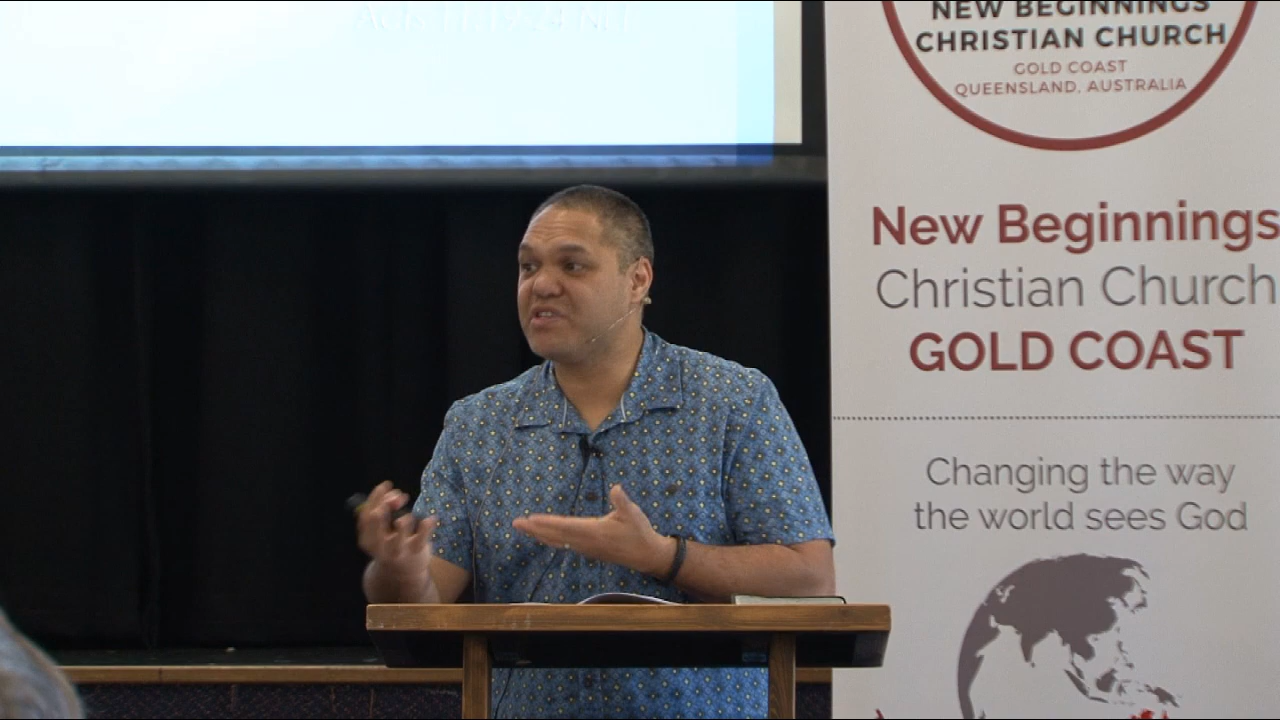 NEW BEGINNINGS
CHRISTIAN CHURCH
GOLD COAST
QUEENSLAND, AUSTRALIA
New Beginnings
Christian Church
GOLD COAST
Changing the way
the world sees God